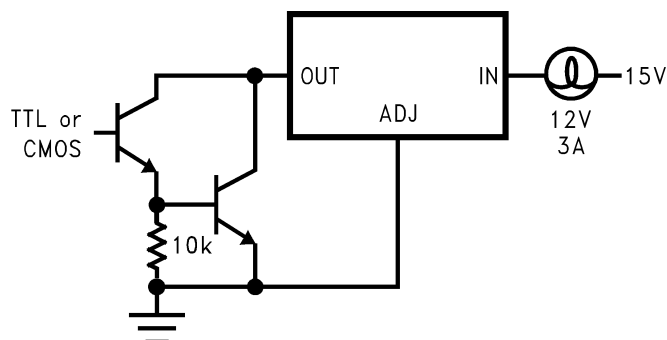 OUT
IN
15V
ADJ
12V
3A
TTL or
CMOS
10k